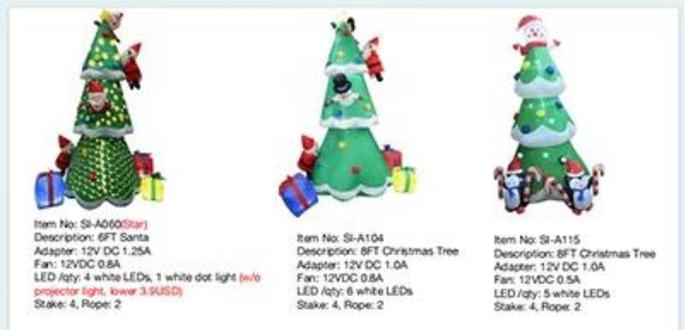 Item No: SI-A060(Star)
Description: 6FT Santa
Adapter: 12V DC 1.25A
Fan: 12VDC 0.8A
LED /qty: 4 white LEDs, 1 white dot light (w/o
projector light, lower 3.9USD)
Stake: 4, Rope: 2
Item No: SI-A104
Description: 8FT Christmas Tree
Adapter: 12V DC 1.0A
Fan: 12VDC 0.8A
LED /qty: 6 white LEDs
Stake: 4, Rope: 2
Item No: SI-A115
Description: 8FT Christmas Tree
Adapter: 12V DC 1.0A
Fan: 12VDC 0.5A
LED /qty: 5 white LEDs
Stake: 4, Rope: 2